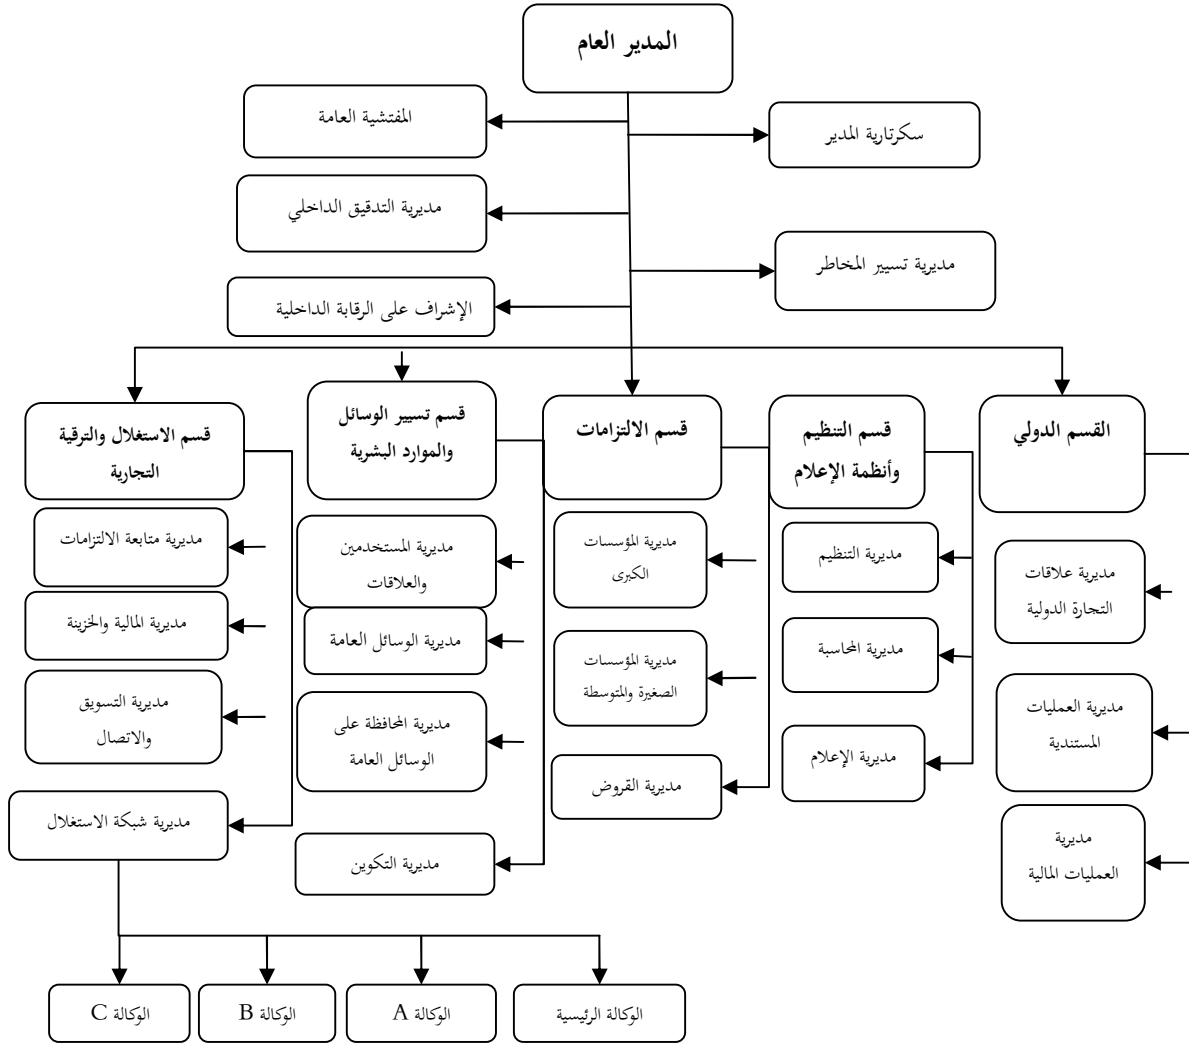 المدير العام
المفتشية العامة
سكرتارية المدير
مديرية التدقيق الداخلي
مديرية تسيير المخاطر
الإشراف على الرقابة الداخلية
القسم الدولي
قسم التنظيم
وأنظمة الإعلام
قسم الالتزامات
قسم تسيير الوسائل
والموارد البشرية
قسم الاستغلال والترقية
التجارية
مديرية علاقات
التجارة الدولية
مديرية العمليات
المستندية
مديرية
العمليات المالية
مديرية التنظيم
مديرية المحاسبة
مديرية الإعلام
مديرية المؤسسات
الكبرى
مديرية المؤسسات
الصغيرة والمتوسطة
مديرية القروض
مديرية المستخدمين
والعلاقات
مديرية الوسائل العامة
مديرية المحافظة على
الوسائل العامة
مديرية التكوين
مديرية متابعة الالتزامات
مديرية المالية والخزينة
مديرية التسويق
والاتصال
مديرية شبكة الاستغلال
الوكالة الرئيسية
الوكالة A
الوكالة B
الوكالة C